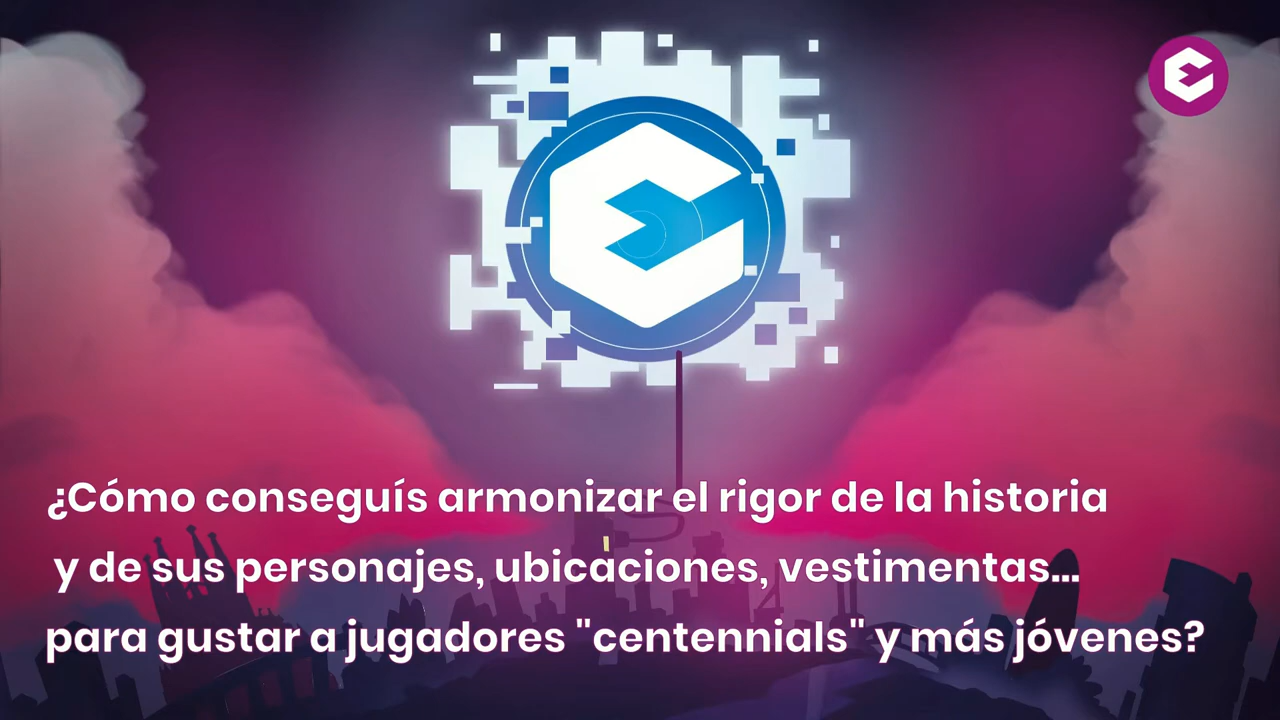 ¿Cómo conseguís armonizar el rigor de la historia
y de sus personajes, ubicaciones, vestimentas...
para gustar a jugadores "centennials" y más jóvenes?